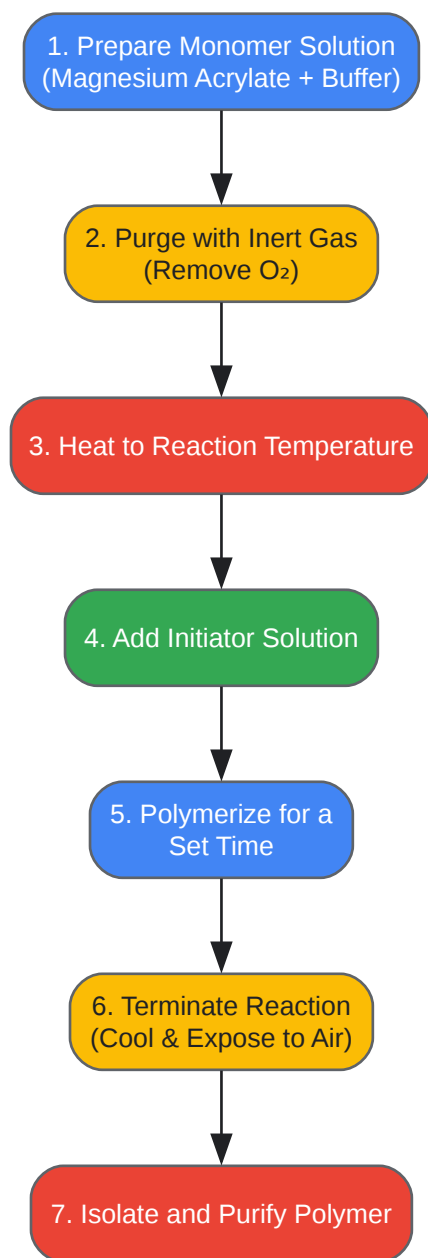 1. Prepare Monomer Solution
(Magnesium Acrylate + Buffer)
2. Purge with Inert Gas
(Remove O₂)
3. Heat to Reaction Temperature
4. Add Initiator Solution
5. Polymerize for a
Set Time
6. Terminate Reaction
(Cool & Expose to Air)
7. Isolate and Purify Polymer